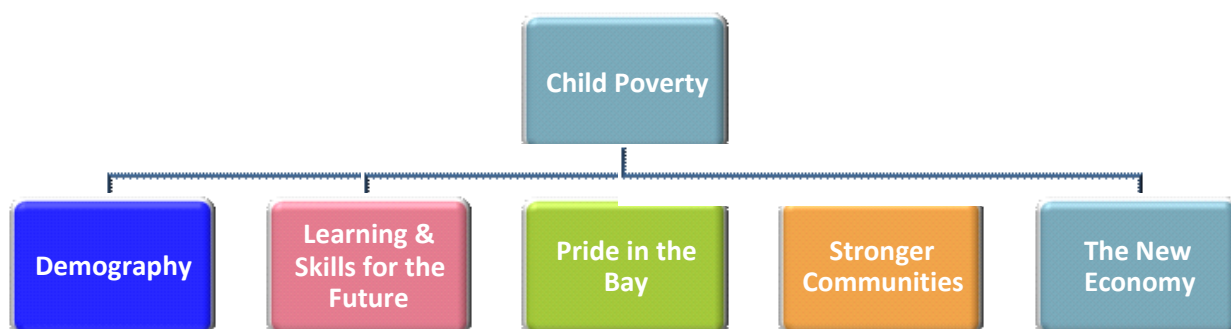 Child Poverty
Demography
Learning &
Skills for the
Future
Pride in the
Bay
Stronger
Communities
The New
Economy